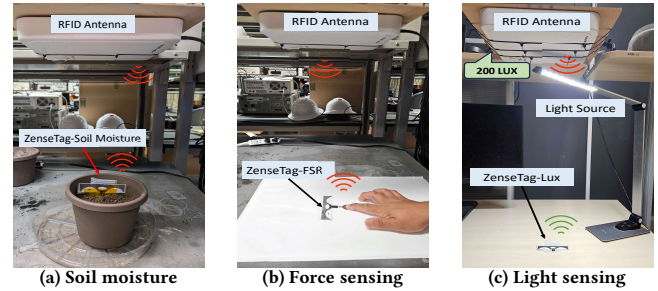 RFID Antenna
ZenseTag-Soil Moisture
(a) Soil moisture
RFID Antenna
ZenseTag-FSR
(b) Force sensing
RFID Antenna
200 LUX
Light Source
ZenseTag-Lux
(c) Light sensing